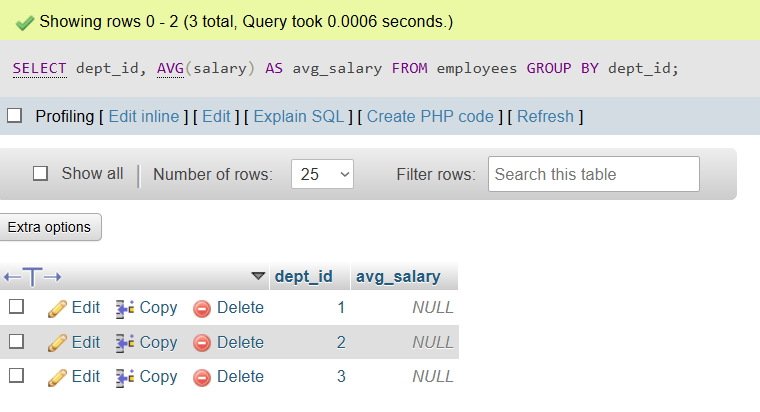 Showing rows 0 - 2 (3 total, Query took 0.0006 seconds.)
SELECT dept_id, AVG(salary) AS avg_salary FROM employees GROUP BY dept_id;
Profiling [ Edit inline ] [ Edit ] [ Explain SQL ] [ Create PHP code ] [ Refresh ]
Show all Number of rows: 25 Filter rows: Search this table
Extra options
←T→ dept_id avg_salary
Edit Copy Delete 1 NULL
Edit Copy Delete 2 NULL
Edit Copy Delete 3 NULL